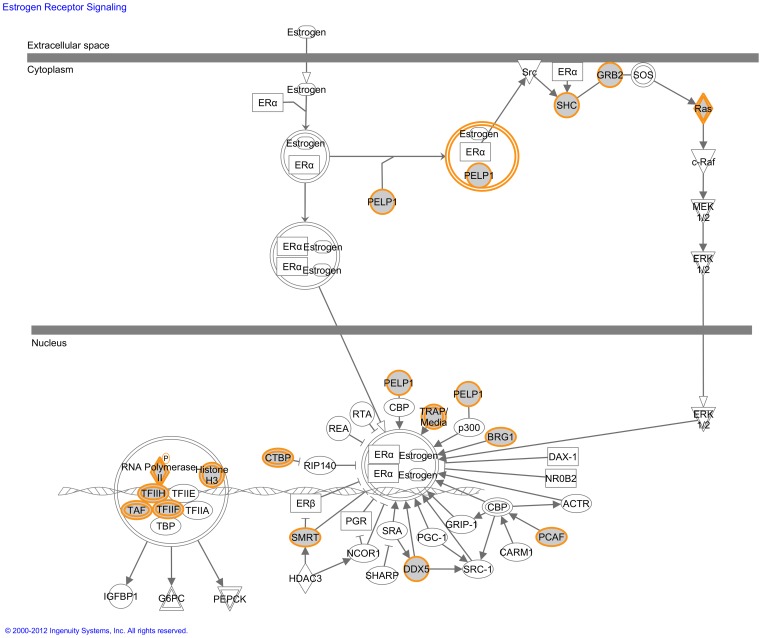 Estrogen Receptor Signaling
Estrogen
Extracellular space
Cytoplasm
Estrogen
ERα
Estrogen
ERα
PELP1
Estrogen
ERα
PELP1
Src
ERα
SHC
GRB2
SOS
Ras
c-Raf
MEK
1/2
ERK
1/2
ERα
Estrogen
ERα
Estrogen
Nucleus
ERK
1/2
PELP1
CBP
TRAP/
Media
PELP1
p300
BRG1
RTA
REA
CTBP
RIP140
ERα
Estrogen
ERα
Estrogen
DAX-1
NR0B2
ACTR
P
RNA Polymerase
II
Histone
H3
TFIIH
TFIIE
TAF
TFIIF
TFIIA
TBP
ERβ
SMRT
PGR
NCOR1
HDAC3
SRA
SHARP
PGC-1
DDX5
GRIP-1
SRC-1
CBP
CARM1
PCAF
IGFBP1
G6PC
PEPCK
© 2000-2012 Ingenuity Systems, Inc. All rights reserved.